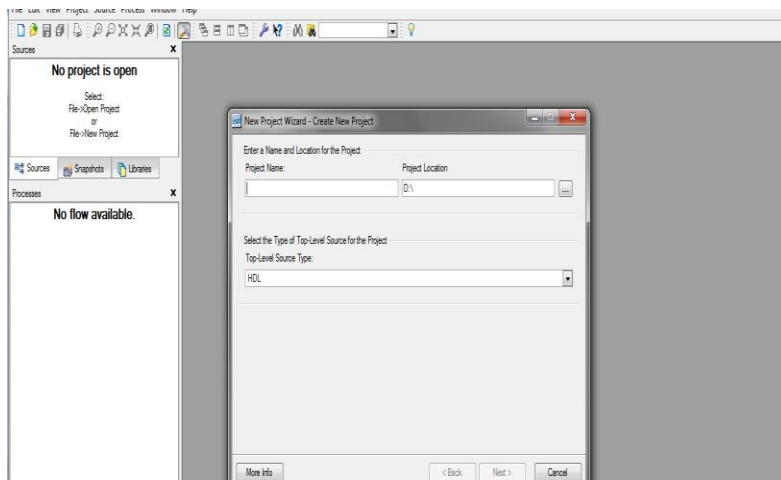 File Edit View Project Source Process Window Help
Sources
x
No project is open
Select:
File->Open Project
or
File->New Project
Sources Snapshots Libraries
Processes
x
No flow available.
New Project Wizard - Create New Project
Enter a Name and Location for the Project
Project Name: Project Location
D:\
...
Select the Type of Top-Level Source for the Project
Top-Level Source Type:
HDL
More Info < Back Next > Cancel